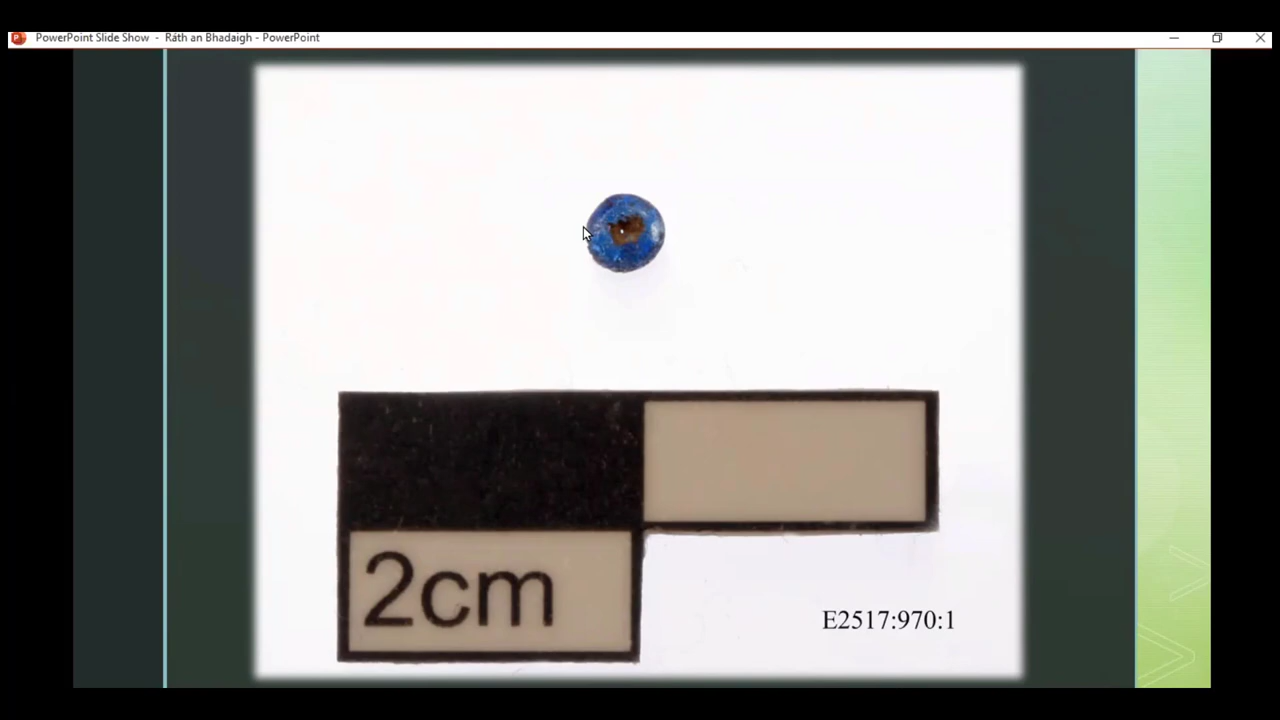 PowerPoint Slide Show - Ráth an Bhadaigh - PowerPoint
2cm
E2517:970:1